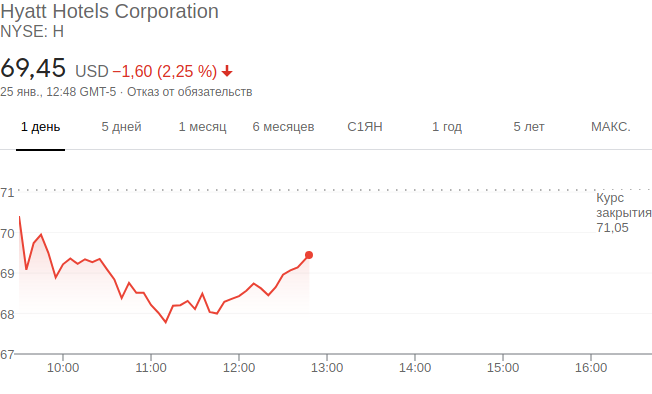 Hyatt Hotels Corporation
NYSE: H
69,45 USD −1,60 (2,25 %)
25 янв., 12:48 GMT-5 · Отказ от обязательств
1 день 5 дней 1 месяц 6 месяцев С1ЯН 1 год 5 лет МАКС.
71
Курс
закрытия
71,05
70
69
68
67
10:00 11:00 12:00 13:00 14:00 15:00 16:00